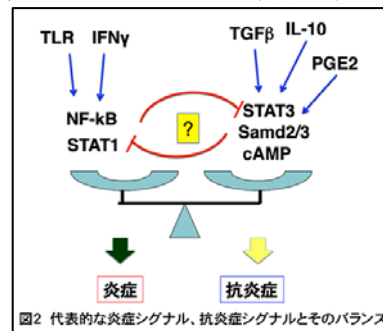 TLR IFNγ
TGFβ IL-10
PGE2
NF-kB
STAT1
?
STAT3
Samd2/3
cAMP
炎症
抗炎症
図2 代表的な炎症シグナル、抗炎症シグナルとそのバランス